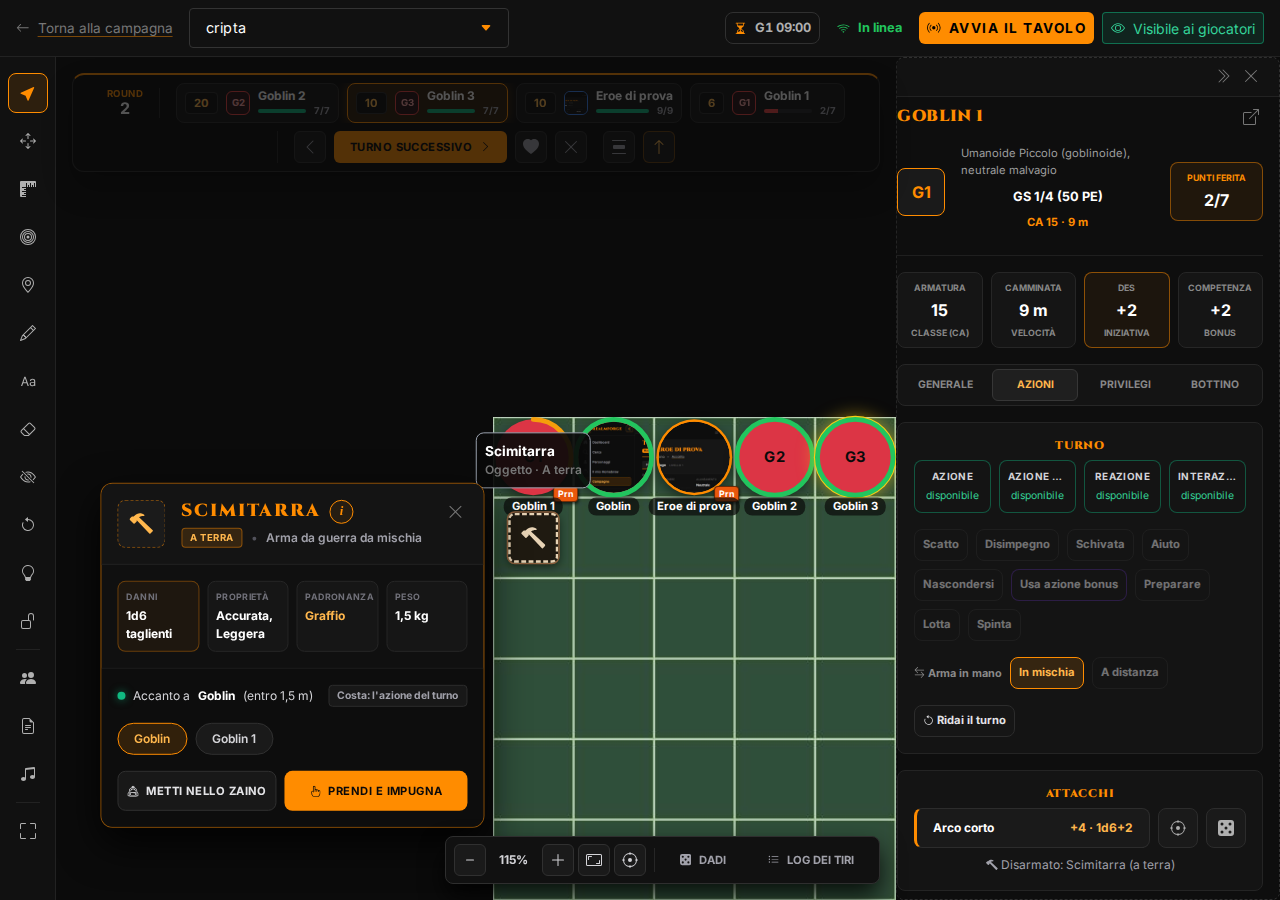 Torna alla campagna
cripta
G1 09:00
In linea
AVVIA IL TAVOLO
Visibile ai giocatori
Aa
ROUND
2
20
G2
Goblin 2
7/7
10
G3
Goblin 3
7/7
10
Eroe di prova
9/9
6
G1
Goblin 1
2/7
TURNO SUCCESSIVO
Scimitarra
Oggetto · A terra
G2
G3
Prn
Prn
Goblin 1
Goblin
Eroe di prova
Goblin 2
Goblin 3
SCIMITARRA
i
A TERRA
• Arma da guerra da mischia
DANNI
1d6
taglienti
PROPRIETÀ
Accurata,
Leggera
PADRONANZA
Graffio
PESO
1,5 kg
Accanto a Goblin (entro 1,5 m)
Costa: l'azione del turno
Goblin
Goblin 1
METTI NELLO ZAINO
PRENDI E IMPUGNA
115%
DADI
LOG DEI TIRI
GOBLIN 1
G1
Umanoide Piccolo (goblinoide),
neutrale malvagio
GS 1/4 (50 PE)
CA 15 · 9 m
PUNTI FERITA
2/7
ARMATURA
15
CLASSE (CA)
CAMMINATA
9 m
VELOCITÀ
DES
+2
INIZIATIVA
COMPETENZA
+2
BONUS
GENERALE
AZIONI
PRIVILEGI
BOTTINO
TURNO
AZIONE
disponibile
AZIONE ...
disponibile
REAZIONE
disponibile
INTERAZ...
disponibile
Scatto
Disimpegno
Schivata
Aiuto
Nascondersi
Usa azione bonus
Preparare
Lotta
Spinta
Arma in mano
In mischia
A distanza
Ridai il turno
ATTACCHI
Arco corto
+4 · 1d6+2
Disarmato: Scimitarra (a terra)